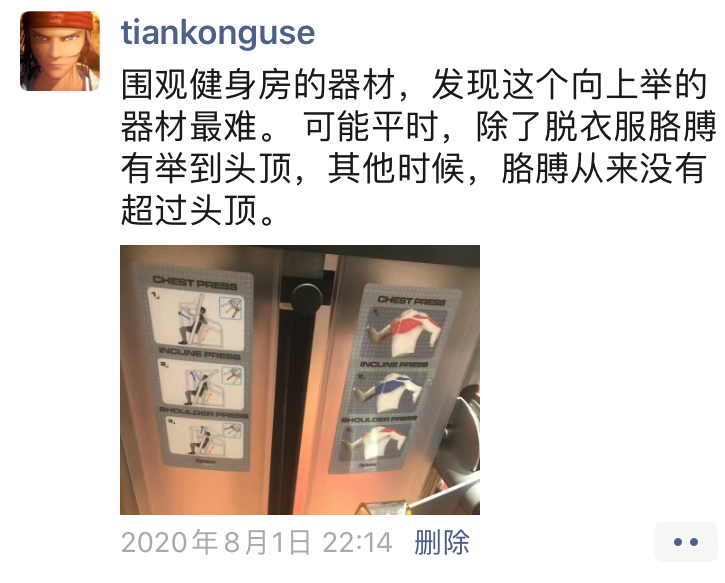 tiankonguse
围观健身房的器材，发现这个向上举的
器材最难。 可能平时，除了脱衣服胳膊
有举到头顶，其他时候，胳膊从来没有
超过头顶。
CHEST PRESS
INCLINE PRESS
SHOULDER PRESS
CHEST PRESS
INCLINE PRESS
SHOULDER PRESS
2020年8月1日 22:14 删除